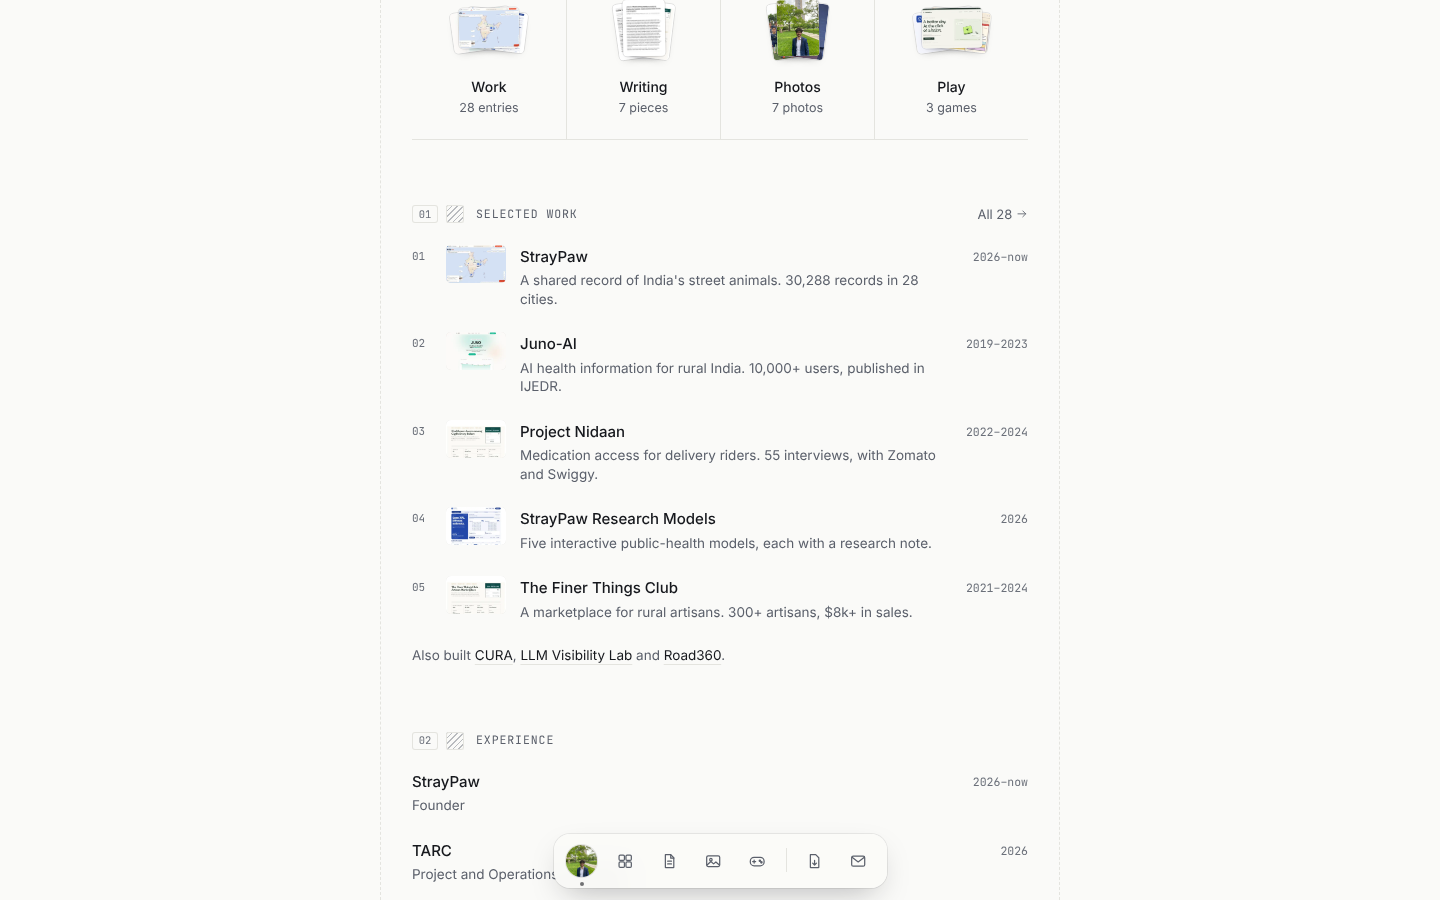 Work
28 entries
Writing
7 pieces
Photos
7 photos
Play
3 games
01 SELECTED WORK All 28 →
01 StrayPaw 2026–now
A shared record of India's street animals. 30,288 records in 28
cities.
02 Juno-AI 2019–2023
AI health information for rural India. 10,000+ users, published in
IJEDR.
03 Project Nidaan 2022–2024
Medication access for delivery riders. 55 interviews, with Zomato
and Swiggy.
04 StrayPaw Research Models 2026
Five interactive public-health models, each with a research note.
05 The Finer Things Club 2021–2024
A marketplace for rural artisans. 300+ artisans, $8k+ in sales.
Also built CURA, LLM Visibility Lab and Road360.
02 EXPERIENCE
StrayPaw 2026–now
Founder
TARC 2026
Project and Operations